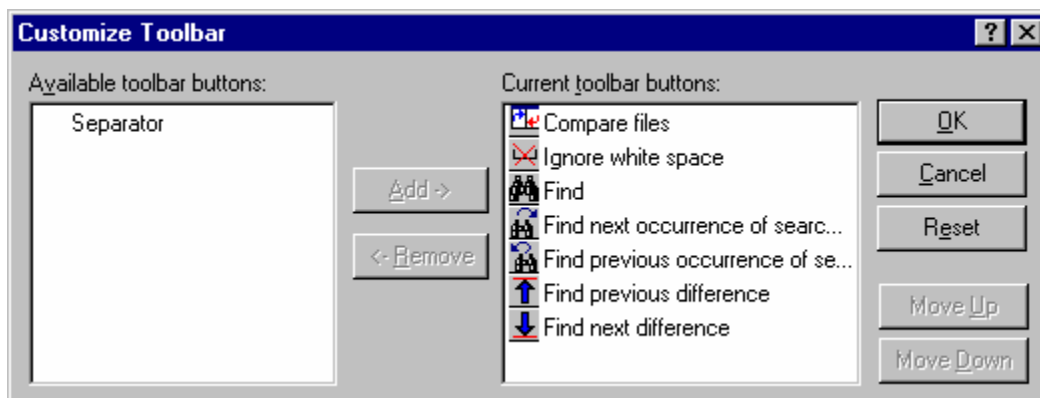 Customize Toolbar
Available toolbar buttons:
Separator
Add ->
<- Remove
Current toolbar buttons:
Compare files
Ignore white space
Find
Find next occurrence of searc...
Find previous occurrence of se...
Find previous difference
Find next difference
OK
Cancel
Reset
Move Up
Move Down